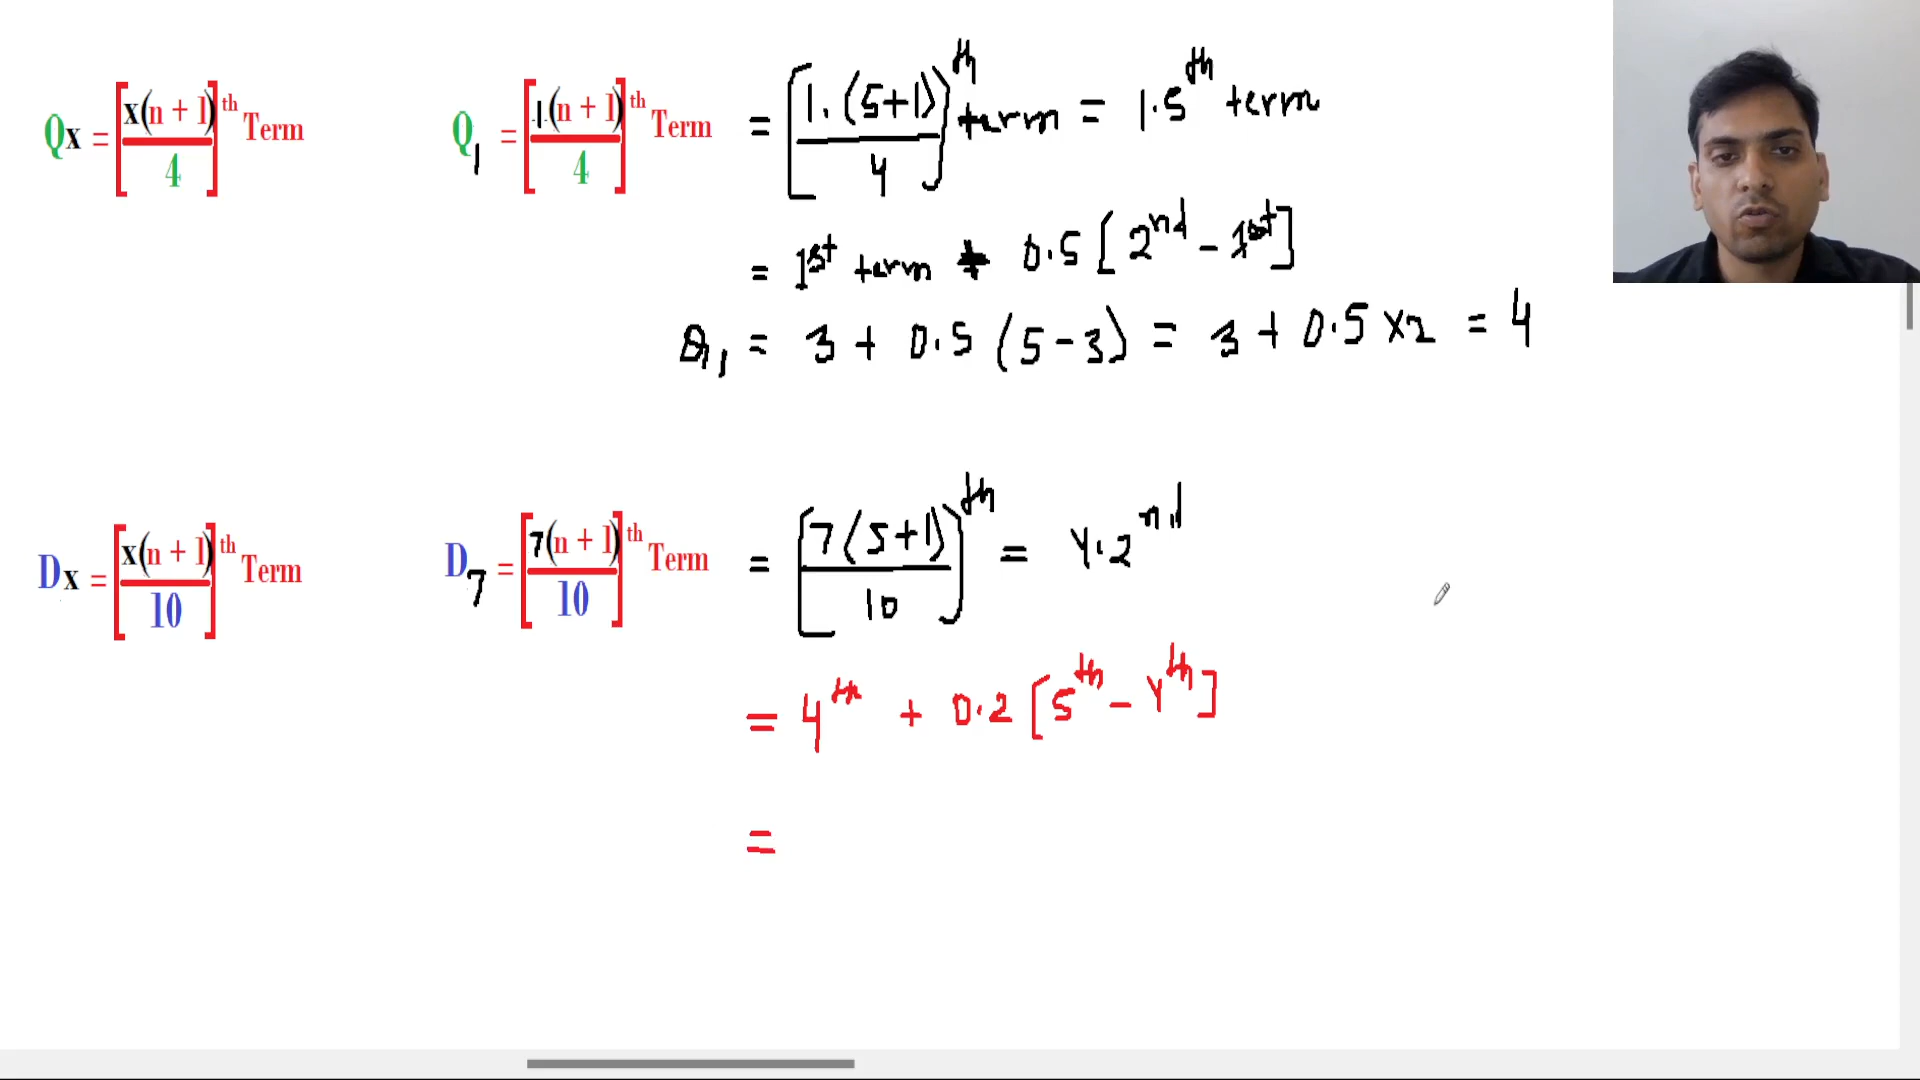 Qx = [x(n + 1)/4]th Term
Q1 = [1.(n + 1)/4]th Term = [1.(5+1)/4]th term = 1.5th term
= 1st term + 0.5 [2nd - 1st]
Q1 = 3 + 0.5 (5-3) = 3 + 0.5 x2 = 4
Dx = [x(n + 1)/10]th Term
D7 = [7(n + 1)/10]th Term = [7(5+1)/10]th = 4.2nd
= 4th + 0.2 [5th - 4th]
=